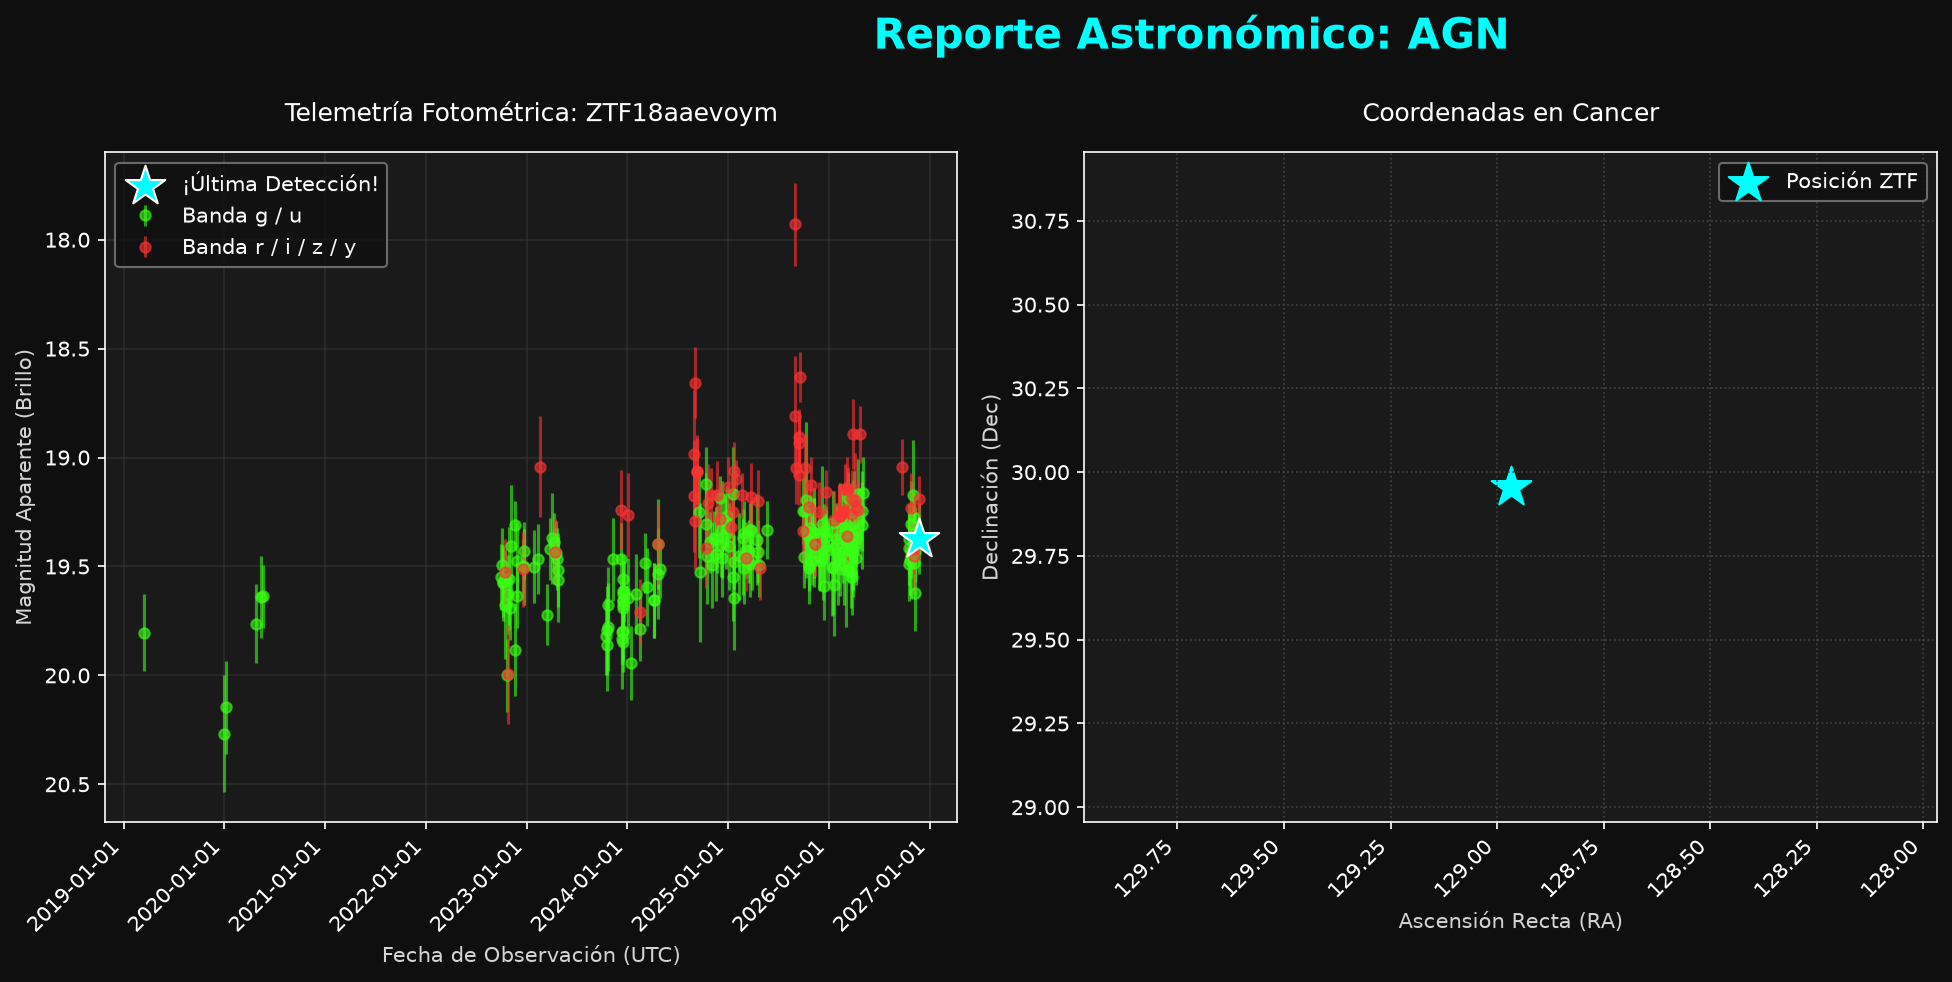 Reporte Astronómico: AGN
Telemetría Fotométrica: ZTF18aaevoym
¡Última Detección!
Banda g / u
Banda r / i / z / y
Magnitud Aparente (Brillo)
18.0
18.5
19.0
19.5
20.0
20.5
2019-01-01
2020-01-01
2021-01-01
2022-01-01
2023-01-01
2024-01-01
2025-01-01
2026-01-01
2027-01-01
Fecha de Observación (UTC)
Coordenadas en Cancer
Posición ZTF
Declinación (Dec)
30.75
30.50
30.25
30.00
29.75
29.50
29.25
29.00
129.75
129.50
129.25
129.00
128.75
128.50
128.25
128.00
Ascensión Recta (RA)